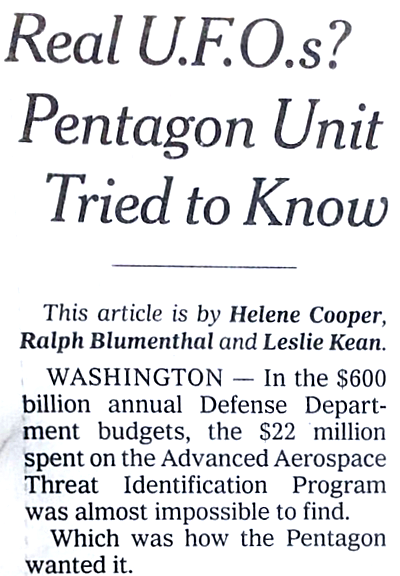 Real U.F.O.s?
Pentagon Unit
Tried to Know
This article is by Helene Cooper,
Ralph Blumenthal and Leslie Kean.
WASHINGTON — In the $600
billion annual Defense Depart-
ment budgets, the $22 million
spent on the Advanced Aerospace
Threat Identification Program
was almost impossible to find.
Which was how the Pentagon
wanted it.